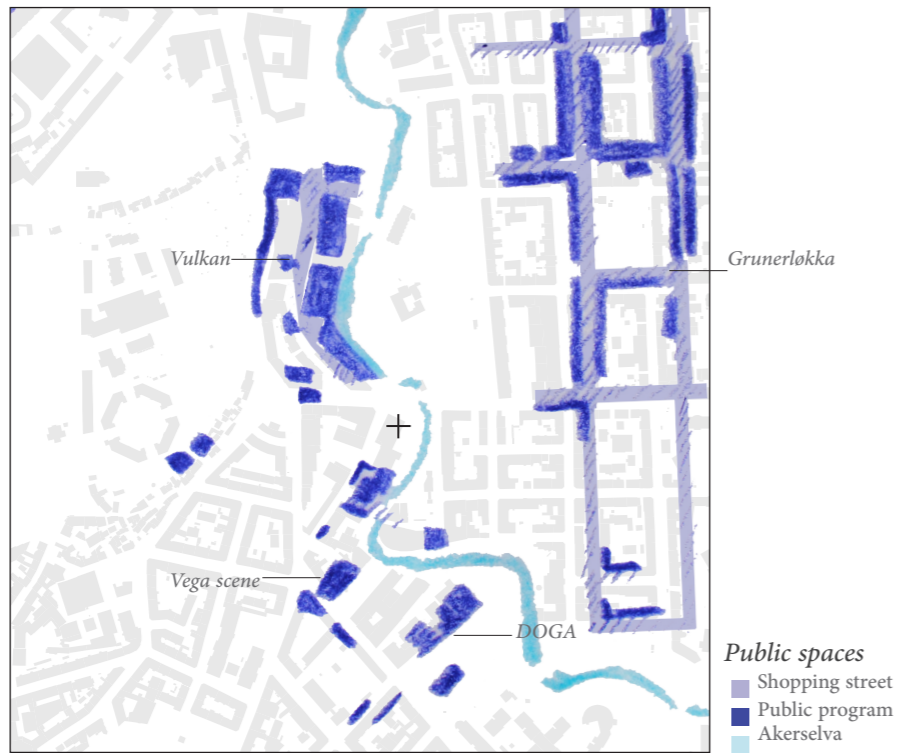 Vulkan
Grunerløkka
Vega scene
DOGA
Public spaces
Shopping street
Public program
Akerselva